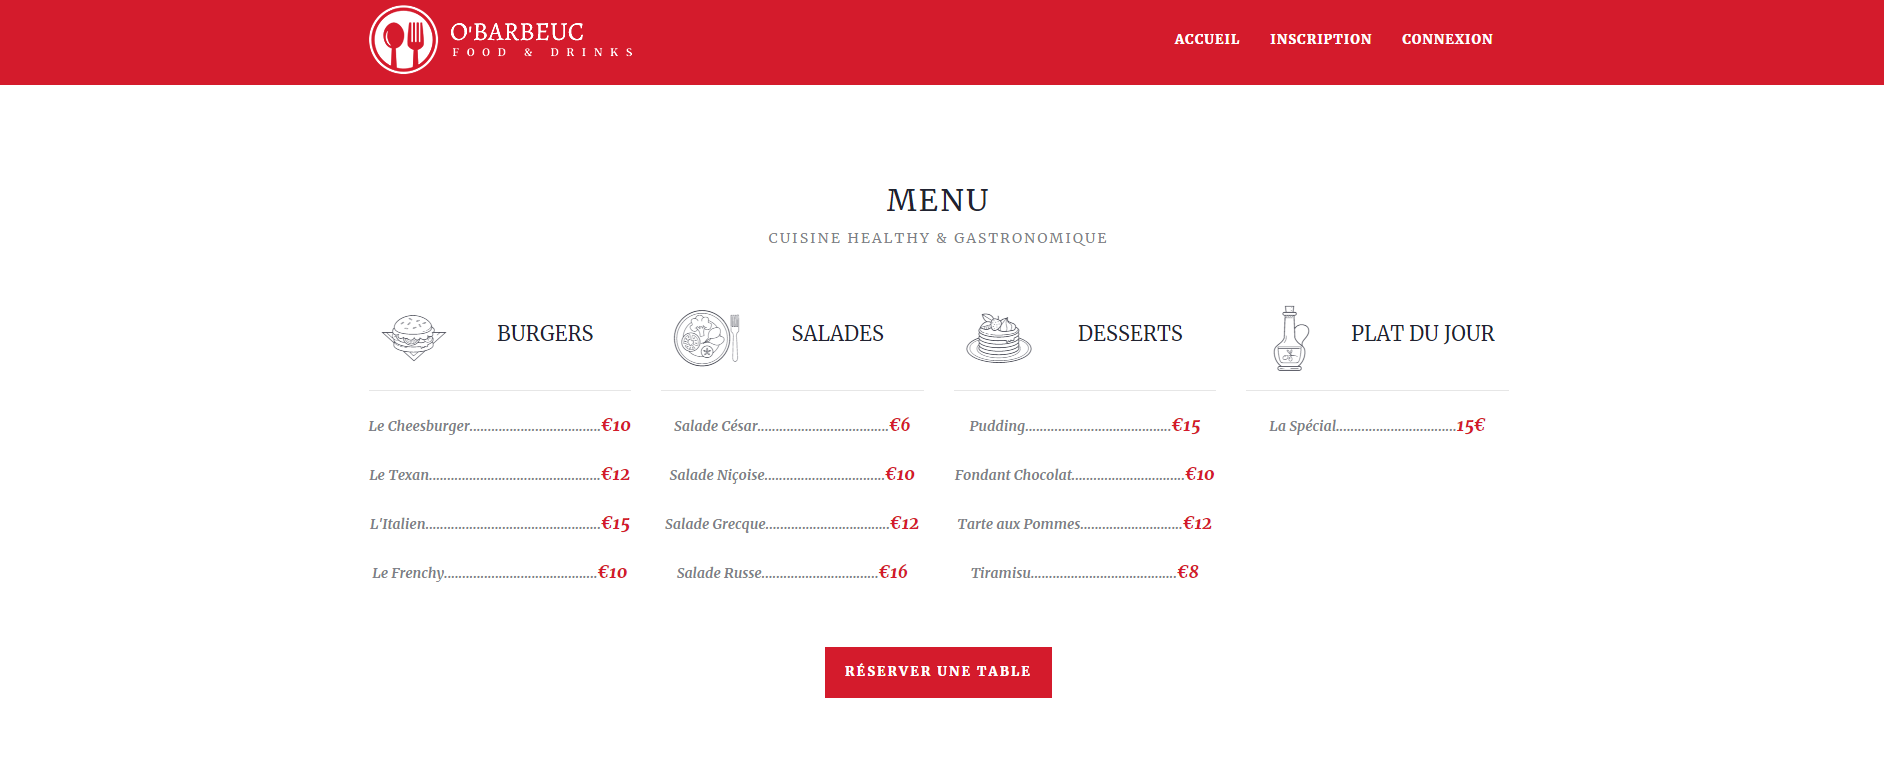 O'BARBEUC
FOOD & DRINKS
ACCUEIL INSCRIPTION CONNEXION
MENU
CUISINE HEALTHY & GASTRONOMIQUE
BURGERS
Le Cheesburger....................................€10
Le Texan...............................................€12
L'Italien................................................€15
Le Frenchy..........................................€10
SALADES
Salade César....................................€6
Salade Niçoise.................................€10
Salade Grecque..................................€12
Salade Russe................................€16
DESSERTS
Pudding........................................€15
Fondant Chocolat...............................€10
Tarte aux Pommes............................€12
Tiramisu........................................€8
PLAT DU JOUR
La Spécial.................................15€
RÉSERVER UNE TABLE